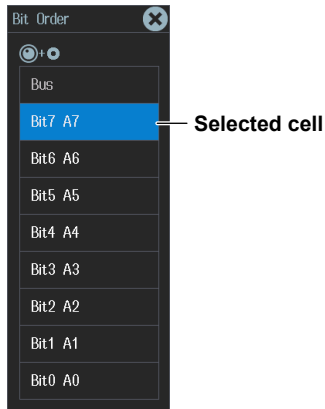 Bit Order
+
Bus
Bit7 A7
Selected cell
Bit6 A6
Bit5 A5
Bit4 A4
Bit3 A3
Bit2 A2
Bit1 A1
Bit0 A0